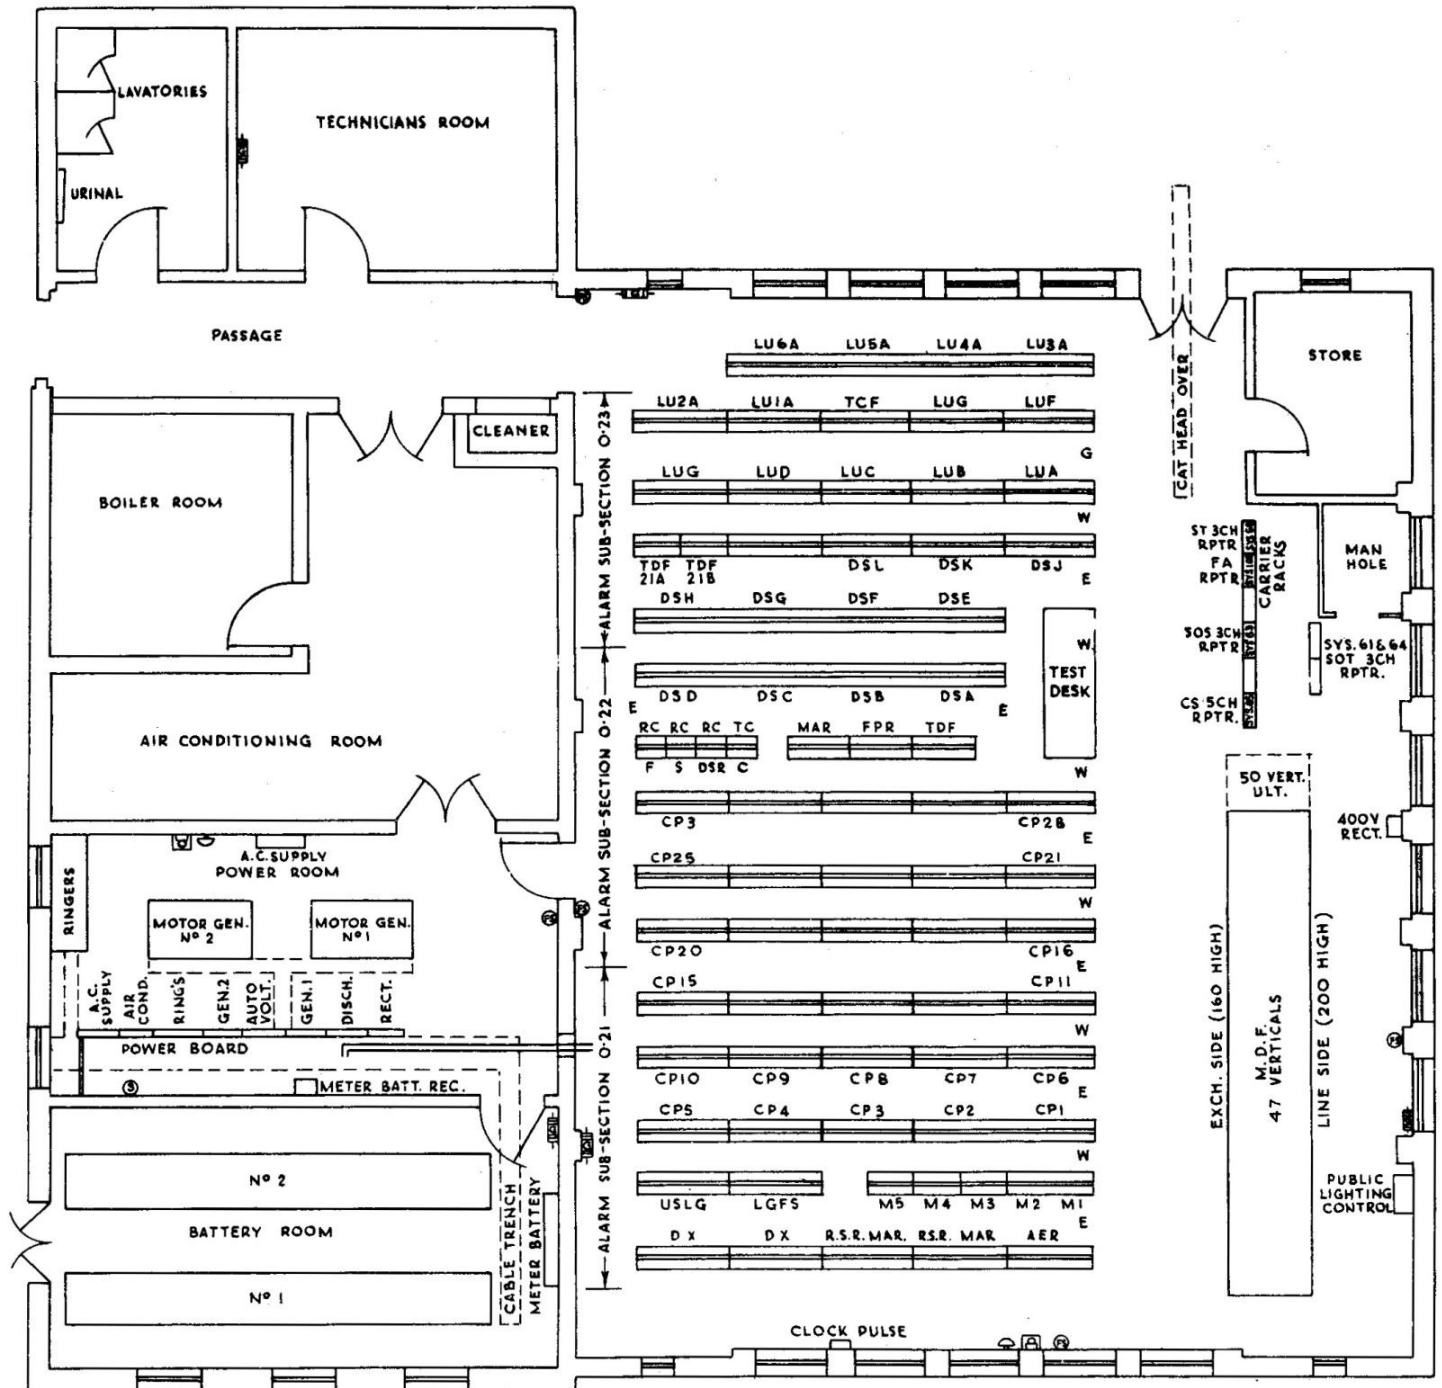 LAVATORIES
TECHNICIANS ROOM
URINAL
PASSAGE
CLEANER
BOILER ROOM
AIR CONDITIONING ROOM
A.C. SUPPLY
POWER ROOM
RINGERS
MOTOR GEN.
Nº 2
MOTOR GEN.
Nº 1
A.C.
SUPPLY
AIR
COND.
RING'S
GEN.2
AUTO
VOLT.
GEN.1
DISCH.
RECT.
POWER BOARD
S
METER BATT. REC.
Nº 2
BATTERY ROOM
Nº 1
CABLE TRENCH
METER BATTERY
ALARM SUB-SECTION 0·23
ALARM SUB-SECTION 0·22
ALARM SUB-SECTION 0·21
LU6A LU5A LU4A LU3A
LU2A LU1A TCF LUG LUF
G
LUG LUD LUC LUB LUA
W
TDF 21A TDF 21B DSL DSK DSJ
E
DSH DSG DSF DSE
W
TEST
DESK
DSD DSC DSB DSA
E E
RC RC RC TC MAR FPR TDF
F S DSR C
W
CP3 CP28
E
CP25 CP21
W
CP20 CP16
E
CP15 CP11
W
CP10 CP9 CP8 CP7 CP6
E
CP5 CP4 CP3 CP2 CP1
W
USLG LGFS M5 M4 M3 M2 M1
E
DX DX R.S.R. MAR. R.S.R. MAR AER
CLOCK PULSE
CAT HEAD OVER
STORE
MAN
HOLE
ST 3CH
RPTR
FA
RPTR
CARRIER
RACKS
SOS 3CH
RPTR
SYS 63
CS 5CH
RPTR.
SYS. 61 & 64
SOT 3CH
RPTR.
50 VERT.
ULT.
400V
RECT.
EXCH. SIDE (160 HIGH)
M.D.F.
47 VERTICALS
LINE SIDE (200 HIGH)
PUBLIC
LIGHTING
CONTROL